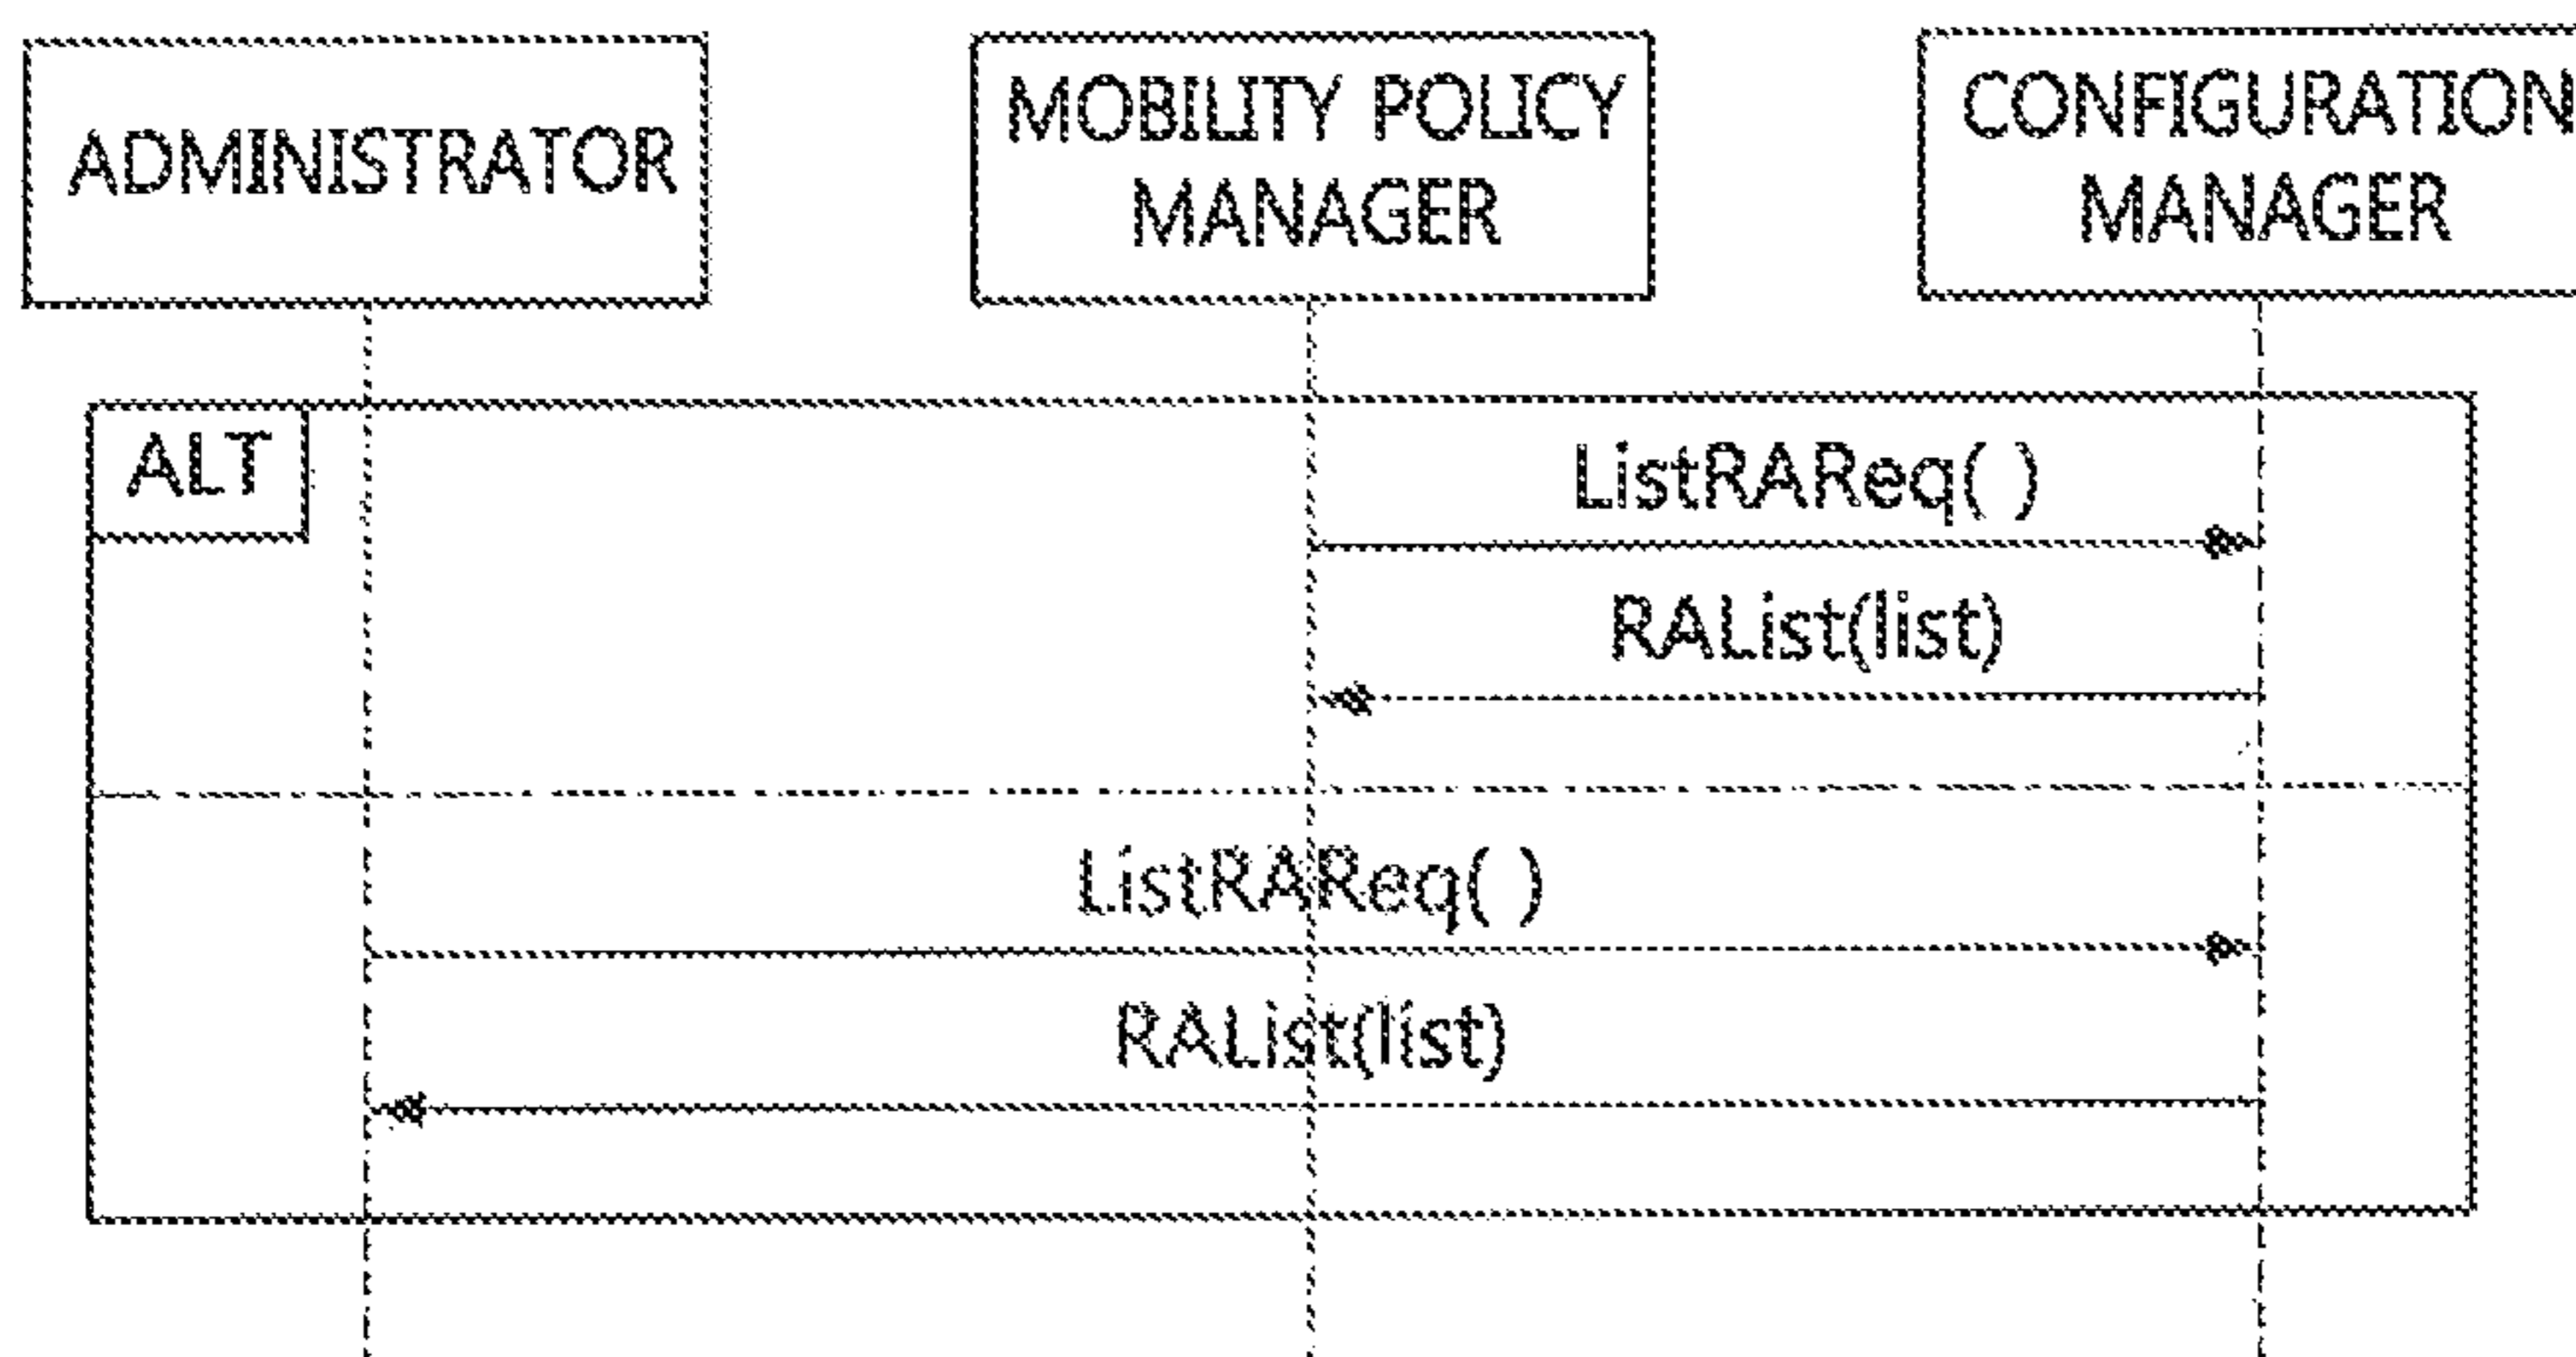 ADMINISTRATOR
MOBILITY POLICY
MANAGER
CONFIGURATION
MANAGER
ALT
ListRAReq( )
RAList(list)
ListRAReq( )
RAList(list)